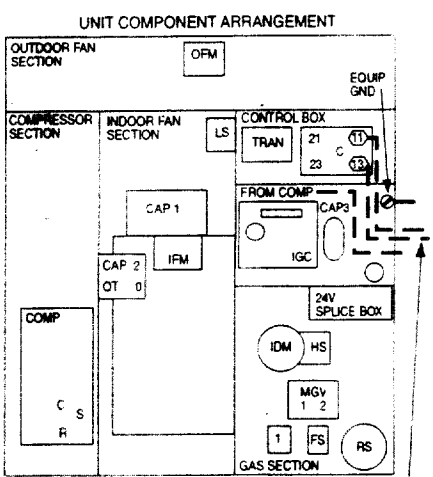 UNIT COMPONENT ARRANGEMENT
OUTDOOR FAN
SECTION
OFM
EQUIP
GND
COMPRESSOR
SECTION
INDOOR FAN
SECTION
LS
CONTROL BOX
TRAN
21
11
C
23
13
FROM COMP
CAP3
IGC
CAP 1
IFM
CAP 2
OT 0
24V
SPLICE BOX
COMP
C
S
R
IDM
HS
MGV
1 2
1
FS
RS
GAS SECTION